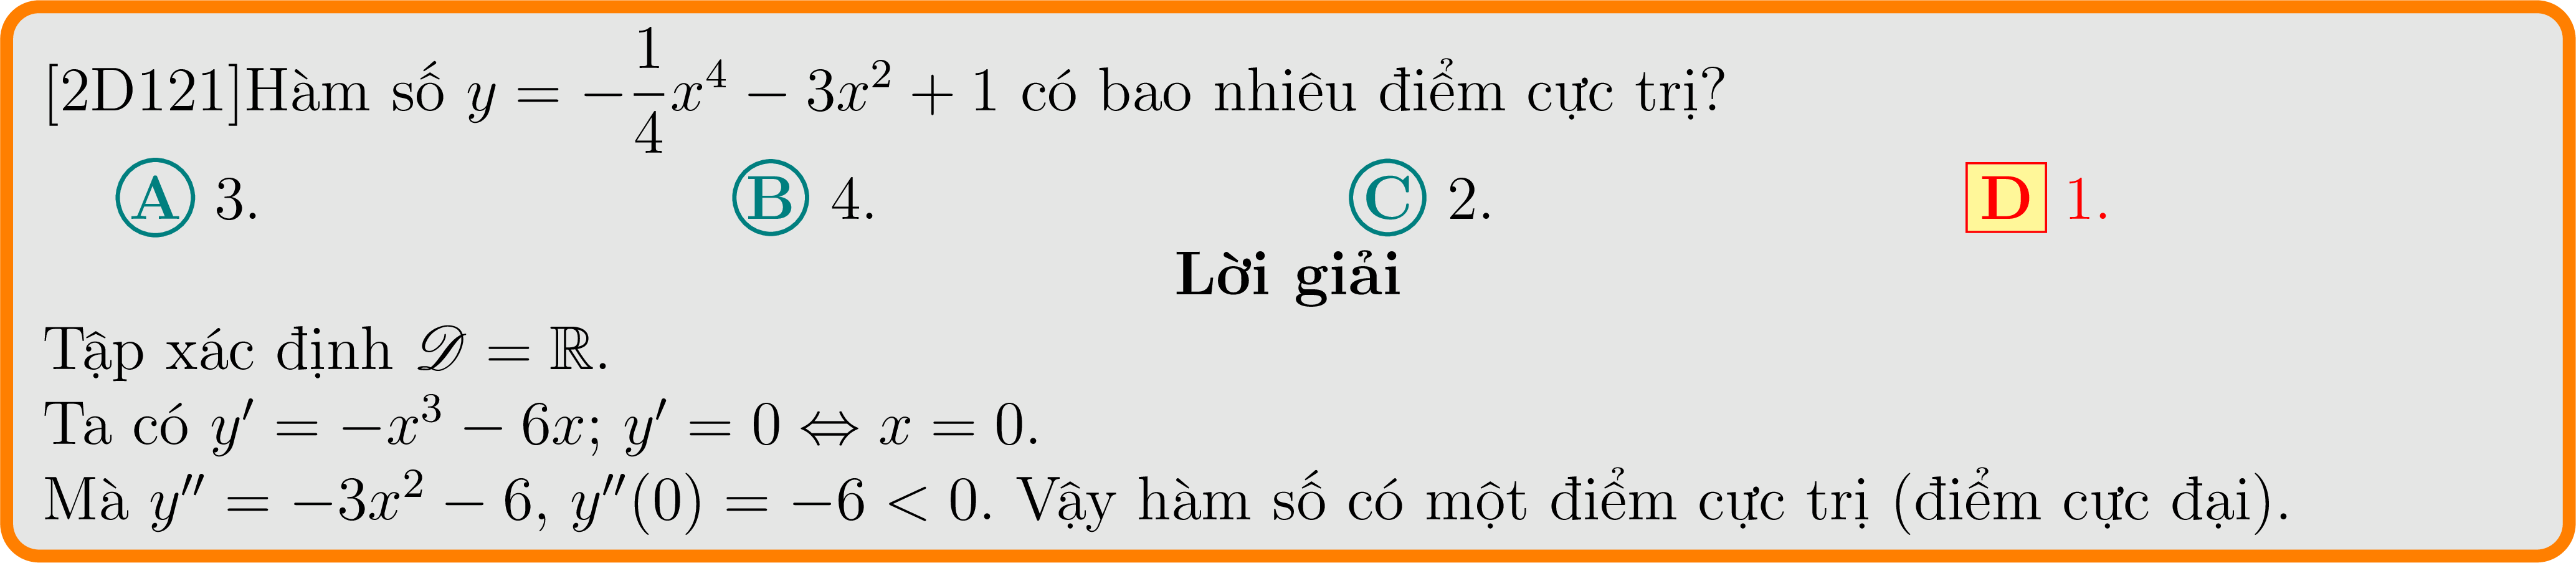 [2D121]Hàm số $y = -\dfrac{1}{4}x^4 - 3x^2 + 1$ có bao nhiêu điểm cực trị?
A 3. B 4. C 2. D 1.
Lời giải
Tập xác định $\mathscr{D} = \mathbb{R}$.
Ta có $y' = -x^3 - 6x$; $y' = 0 \Leftrightarrow x = 0$.
Mà $y'' = -3x^2 - 6$, $y''(0) = -6 < 0$. Vậy hàm số có một điểm cực trị (điểm cực đại).